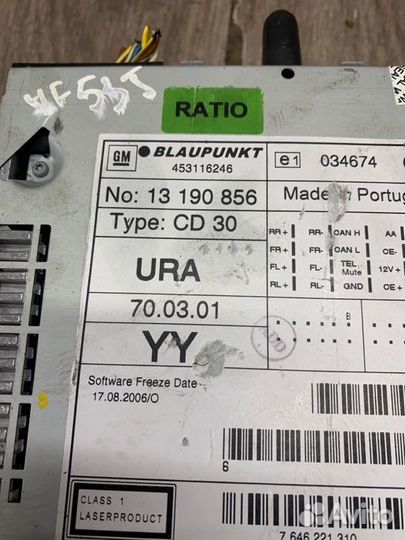 RATIO
GM BLAUPUNKT
453116246
e1 034674
No: 13 190 856
Made in Portug
Type: CD 30
RR+ RR- CAN H AA
FR+ FR- CAN L CE-
FL+ FL- TEL Mute 12V+
RL+ RL- GND CE+
URA
70.03.01
B
YY
Software Freeze Date
17.08.2006/O
6
CLASS 1
LASERPRODUCT
7 646 221 310
Avito